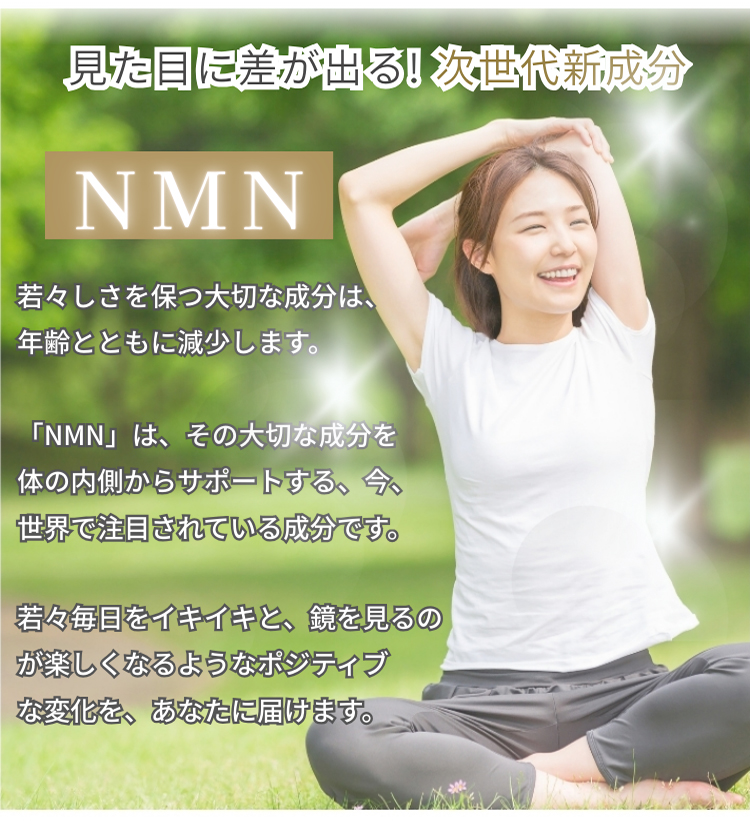 見た目に差が出る! 次世代新成分
NMN
若々しさを保つ大切な成分は、
年齢とともに減少します。
「NMN」は、その大切な成分を
体の内側からサポートする、今、
世界で注目されている成分です。
若々毎日をイキイキと、鏡を見るの
が楽しくなるようなポジティブ
な変化を、あなたに届けます。